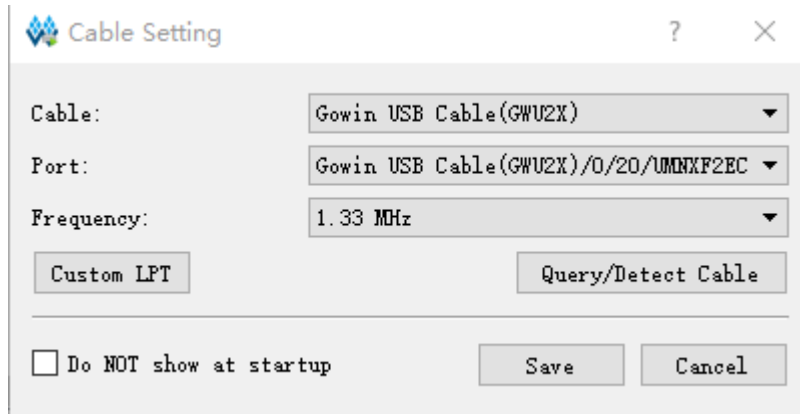 Cable Setting
Cable:
Gowin USB Cable(GWU2X)
Port:
Gowin USB Cable(GWU2X)/0/20/UMNXF2EC
Frequency:
1.33 MHz
Custom LPT
Query/Detect Cable
Do NOT show at startup
Save
Cancel